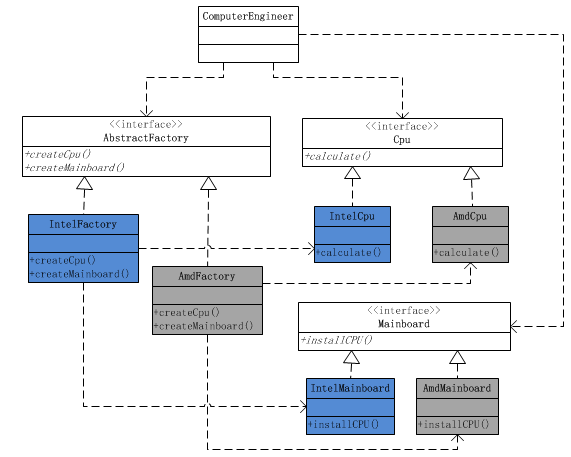 ComputerEngineer
<<interface>>
AbstractFactory
+createCpu()
+createMainboard()
<<interface>>
Cpu
+calculate()
IntelFactory
+createCpu()
+createMainboard()
IntelCpu
+calculate()
AmdCpu
+calculate()
AmdFactory
+createCpu()
+createMainboard()
<<interface>>
Mainboard
+installCPU()
IntelMainboard
+installCPU()
AmdMainboard
+installCPU()